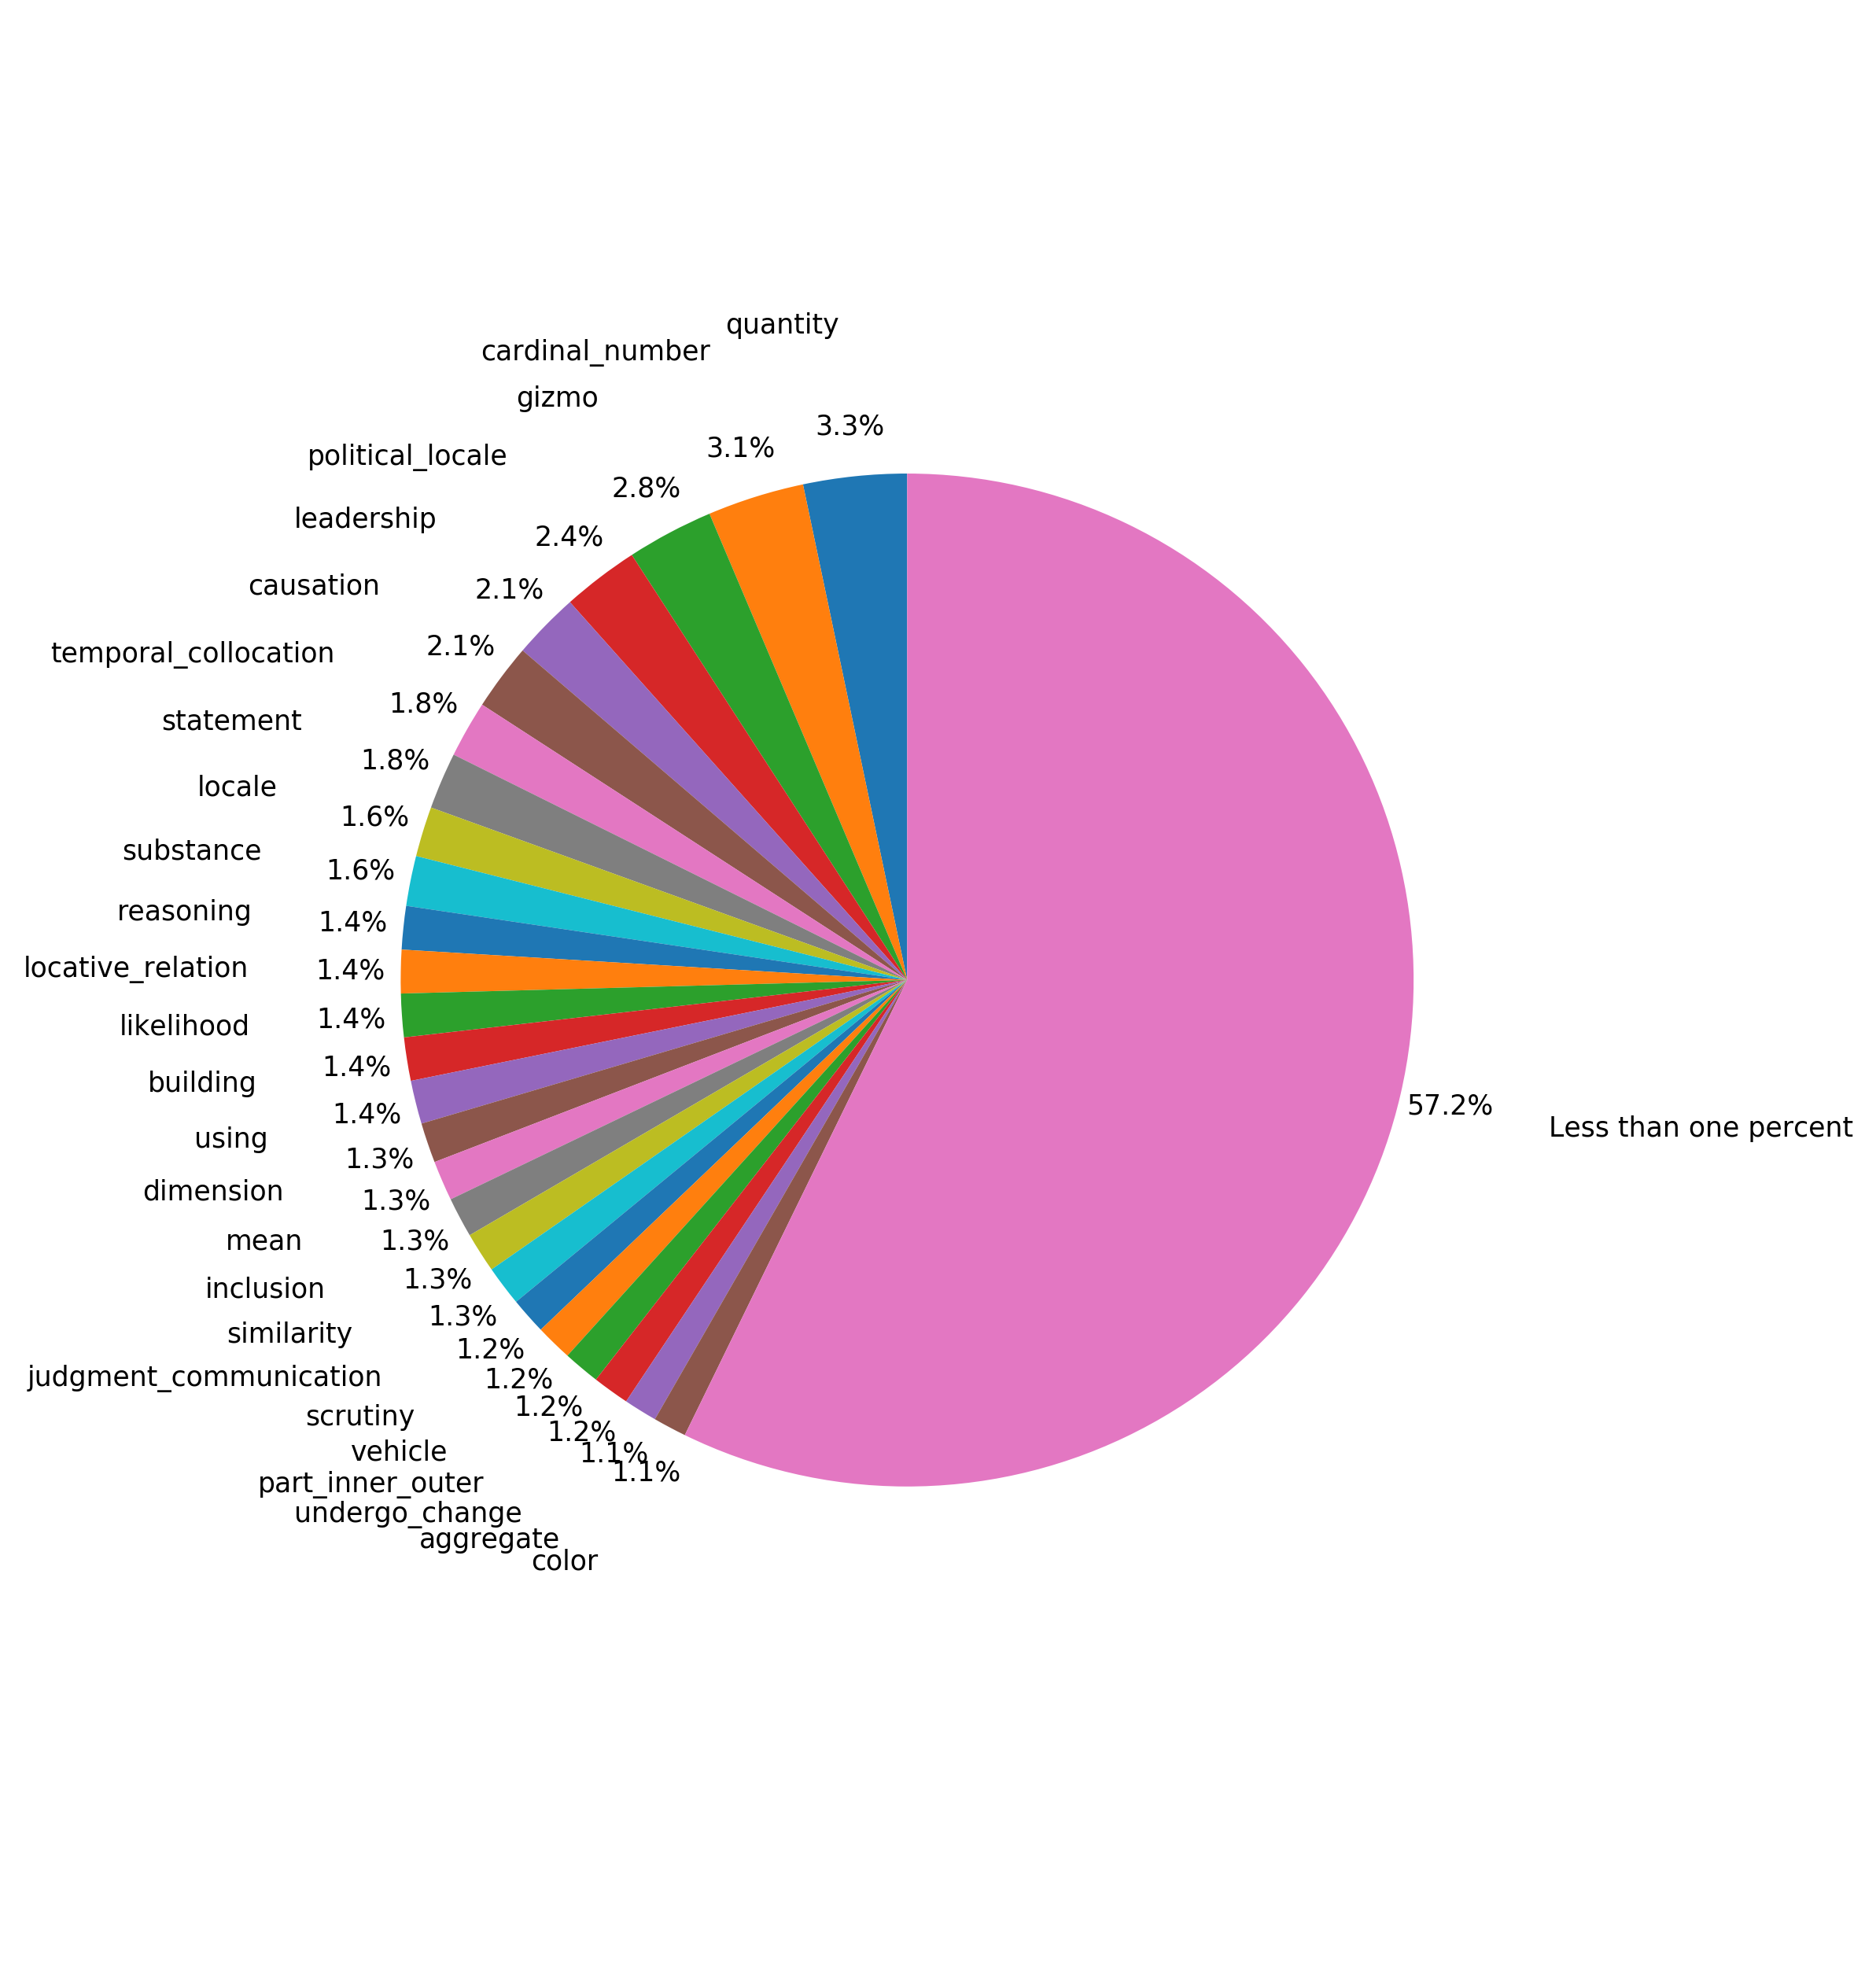 quantity
3.3%
cardinal_number
3.1%
gizmo
2.8%
political_locale
2.4%
leadership
2.1%
causation
2.1%
temporal_collocation
1.8%
statement
1.8%
locale
1.6%
substance
1.6%
reasoning
1.4%
locative_relation
1.4%
likelihood
1.4%
building
1.4%
using
1.4%
dimension
1.3%
mean
1.3%
inclusion
1.3%
similarity
1.3%
judgment_communication
1.3%
scrutiny
1.2%
vehicle
1.2%
part_inner_outer
1.2%
undergo_change
1.2%
aggregate
1.1%
color
1.1%
57.2%
Less than one percent